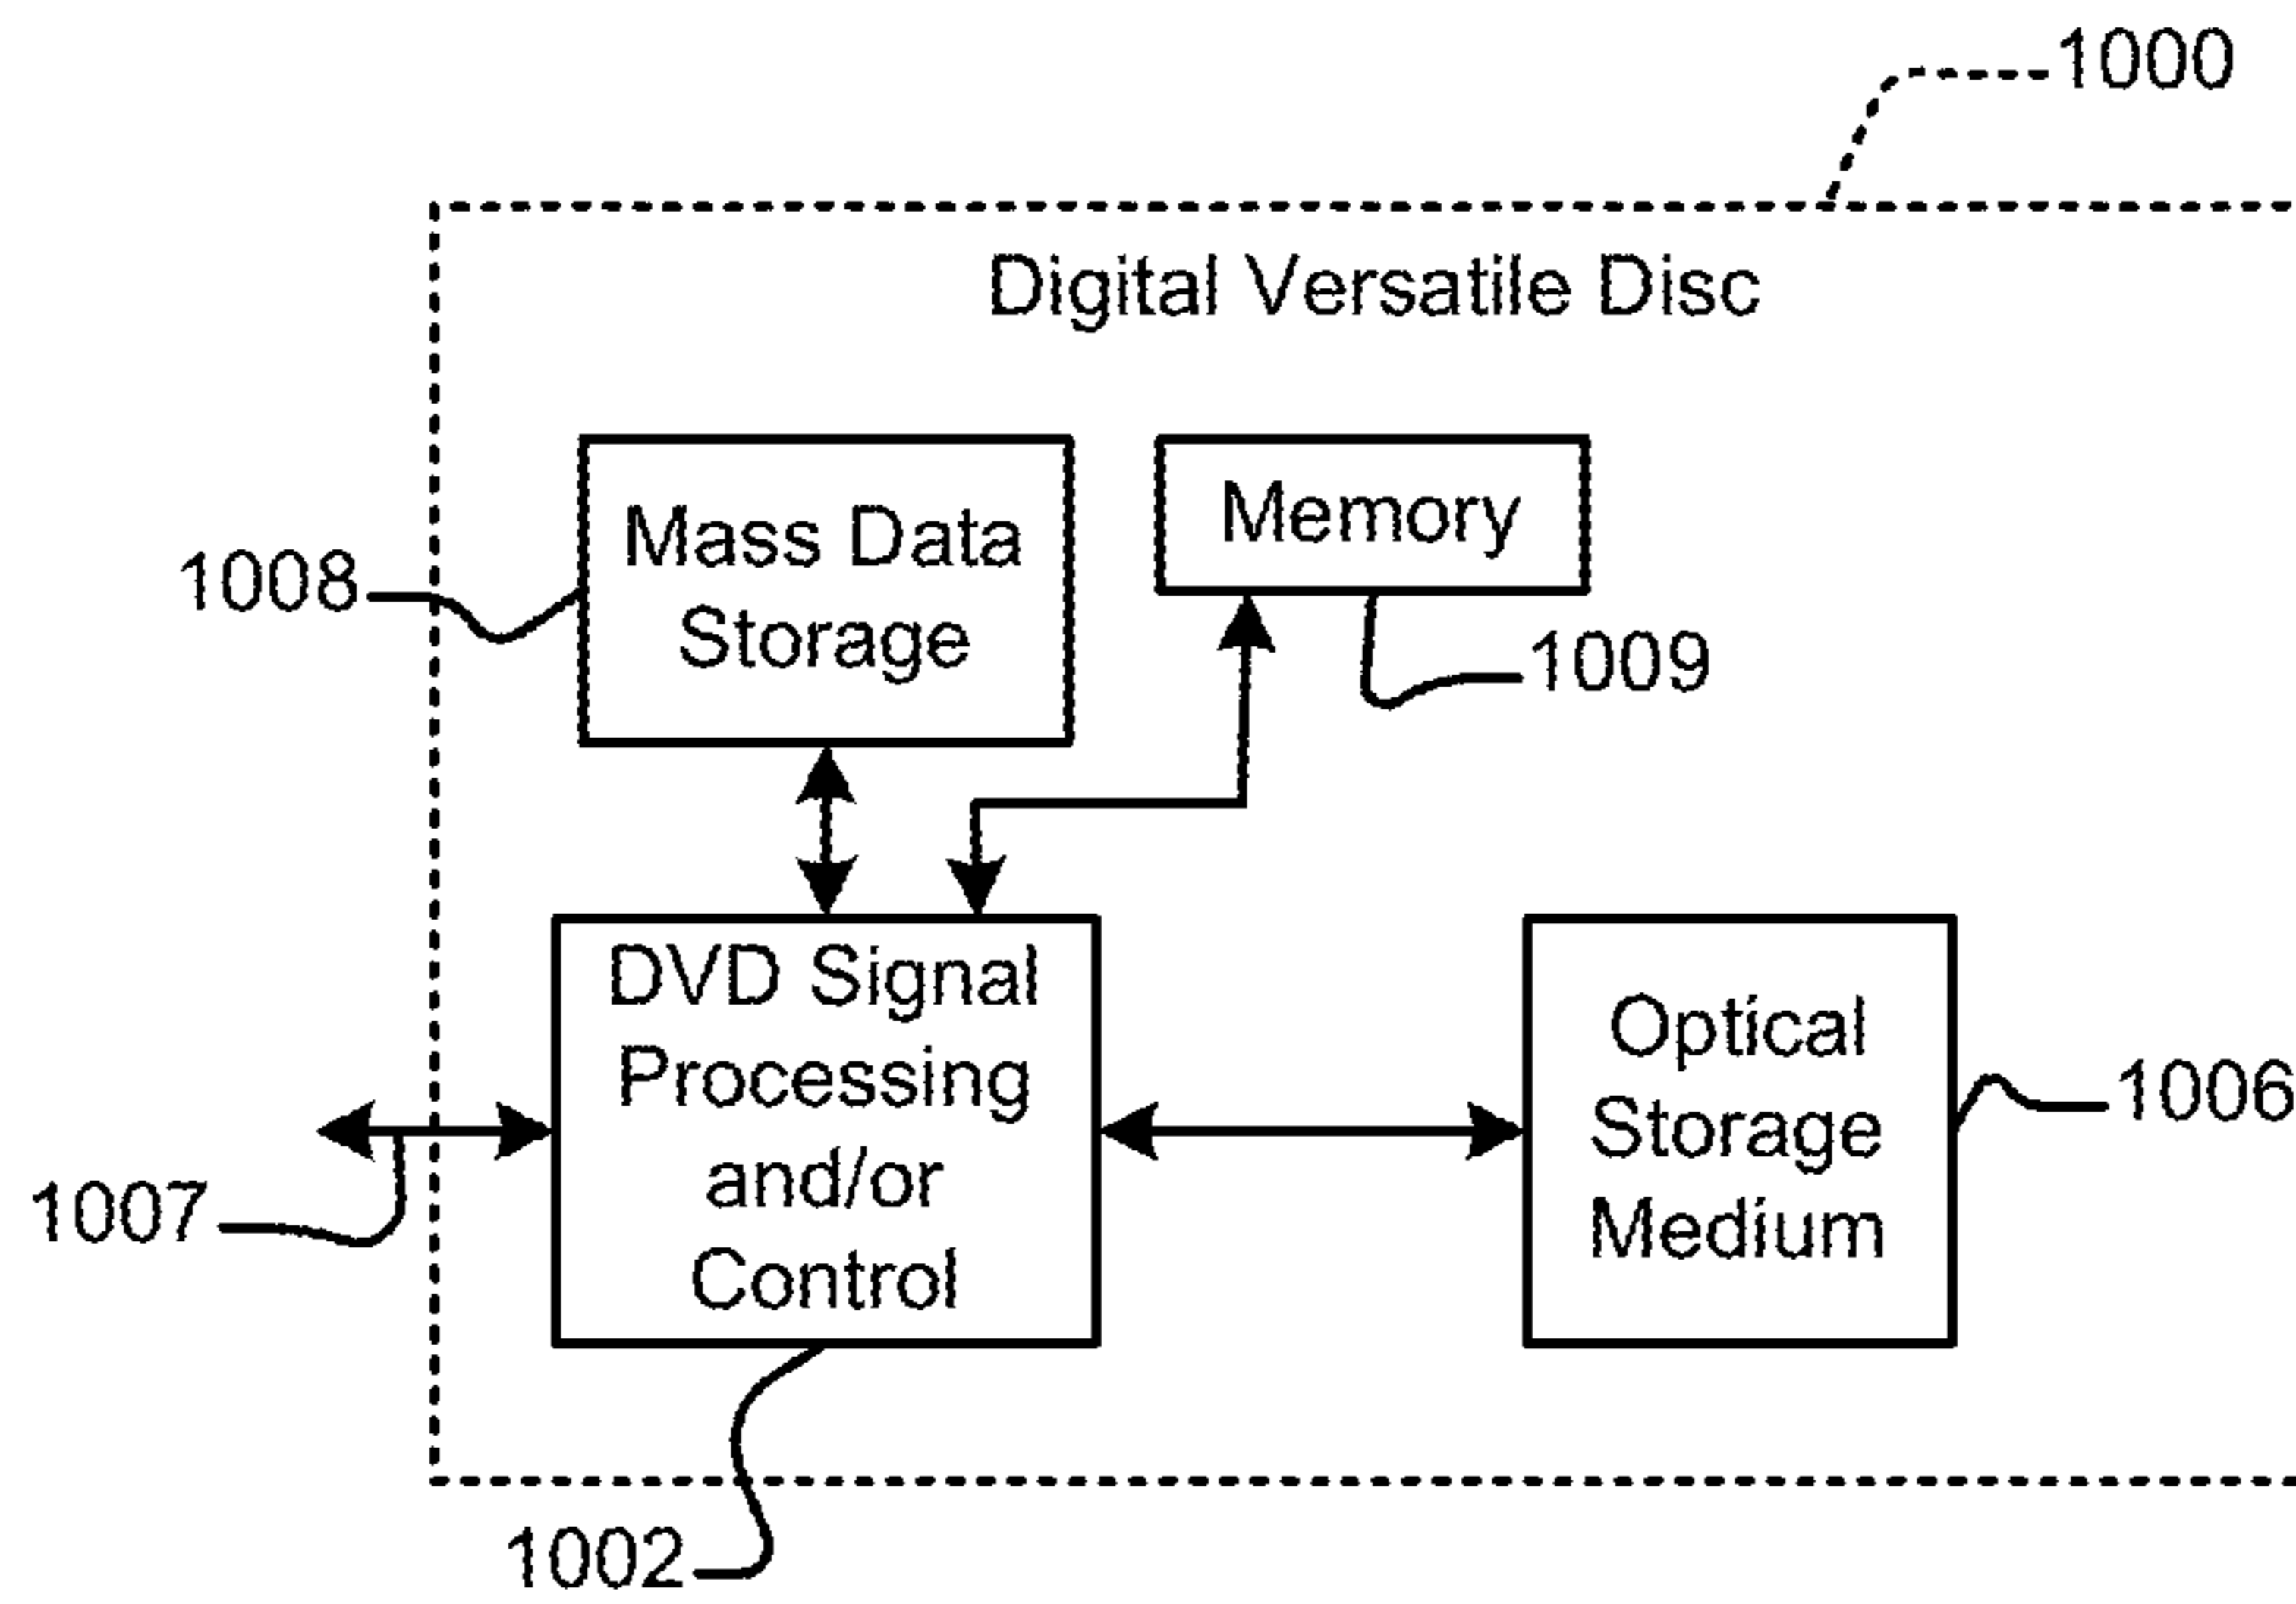 1000
Digital Versatile Disc
Mass Data
Storage
Memory
1008
1009
DVD Signal
Processing
and/or
Control
Optical
Storage
Medium
1006
1007
1002